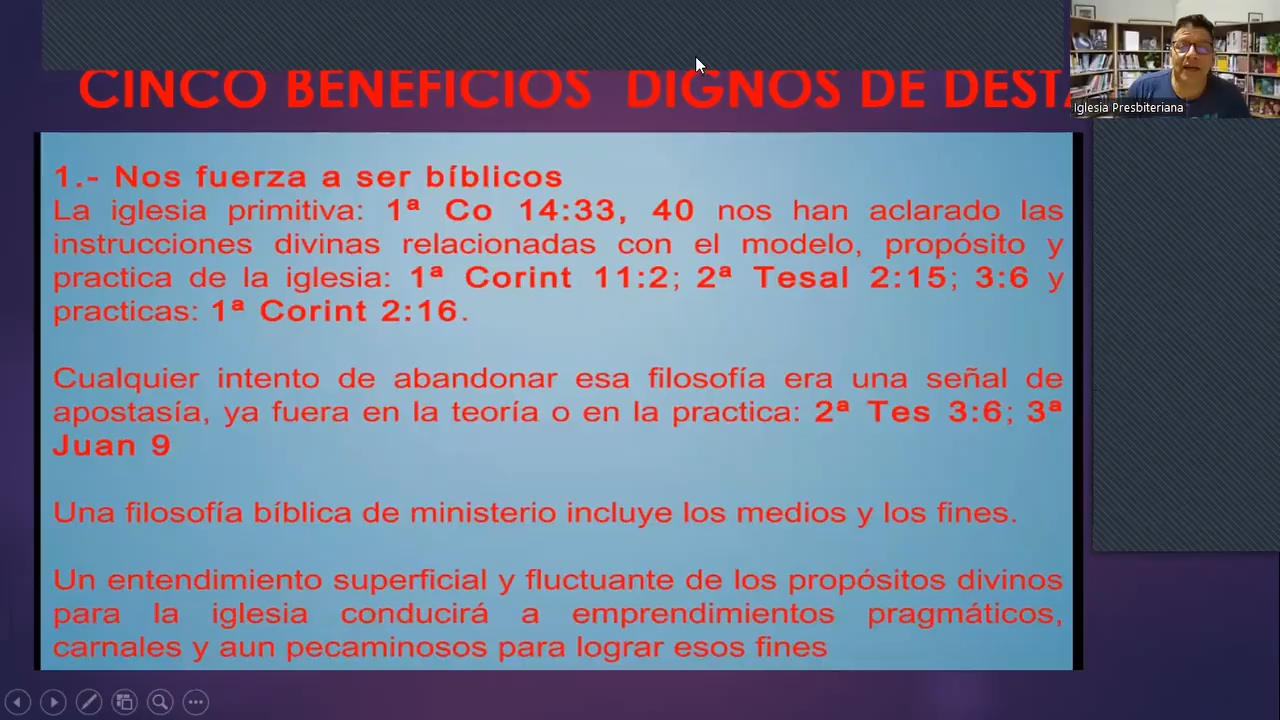 CINCO BENEFICIOS DIGNOS DE
Iglesia Presbiteriana
1.- Nos fuerza a ser bíblicos
La iglesia primitiva: 1ª Co 14:33, 40 nos han aclarado las
instrucciones divinas relacionadas con el modelo, propósito y
practica de la iglesia: 1ª Corint 11:2; 2ª Tesal 2:15; 3:6 y
practicas: 1ª Corint 2:16.
Cualquier intento de abandonar esa filosofía era una señal de
apostasía, ya fuera en la teoría o en la practica: 2ª Tes 3:6; 3ª
Juan 9
Una filosofía bíblica de ministerio incluye los medios y los fines.
Un entendimiento superficial y fluctuante de los propósitos divinos
para la iglesia conducirá a emprendimientos pragmáticos,
carnales y aun pecaminosos para lograr esos fines